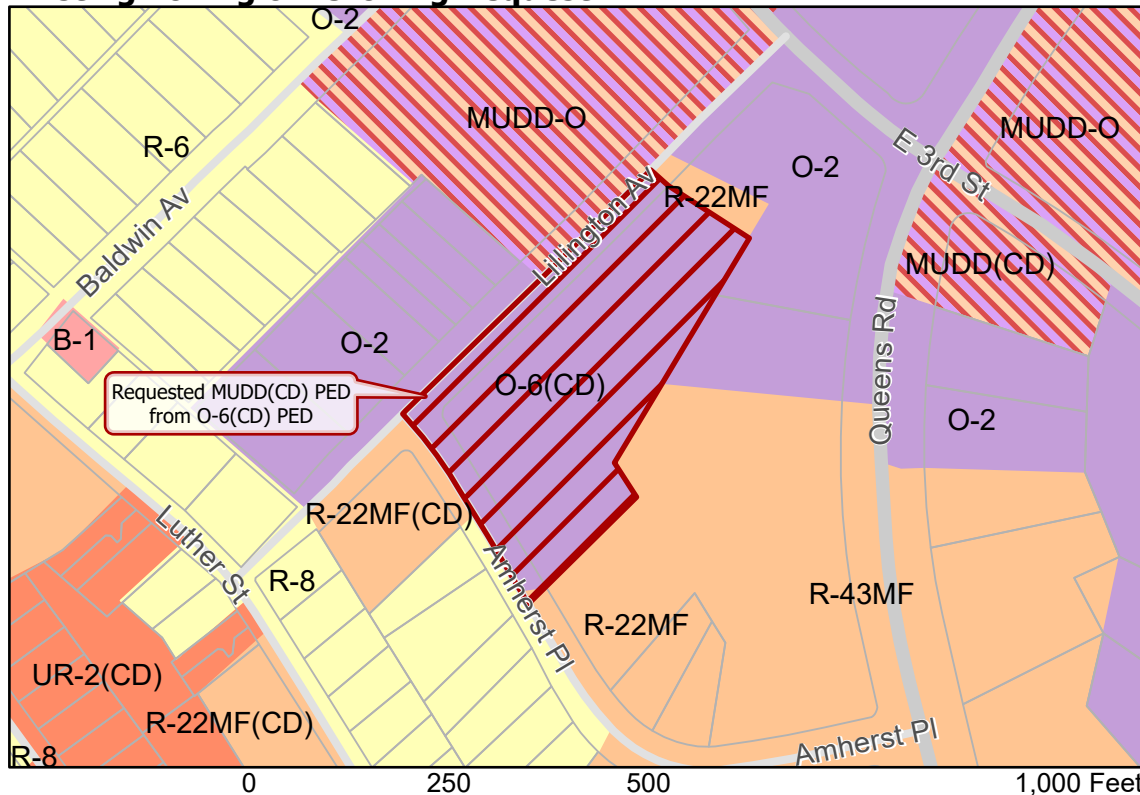 O-2
MUDD-O
MUDD-O
R-6
E 3rd St
O-2
R-22MF
Lillington Av
Baldwin Av
MUDD(CD)
B-1
O-2
Queens Rd
Requested MUDD(CD) PED
from O-6(CD) PED
O-6(CD)
O-2
R-22MF(CD)
Luther St
Amherst Pl
R-8
R-43MF
R-22MF
UR-2(CD)
R-22MF(CD)
Amherst Pl
R-8
0 250 500 1,000 Feet